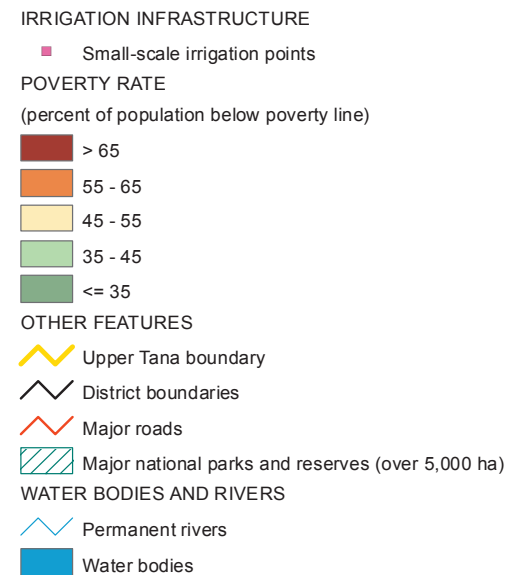 IRRIGATION INFRASTRUCTURE
Small-scale irrigation points
POVERTY RATE
(percent of population below poverty line)
> 65
55 - 65
45 - 55
35 - 45
<= 35
OTHER FEATURES
Upper Tana boundary
District boundaries
Major roads
Major national parks and reserves (over 5,000 ha)
WATER BODIES AND RIVERS
Permanent rivers
Water bodies